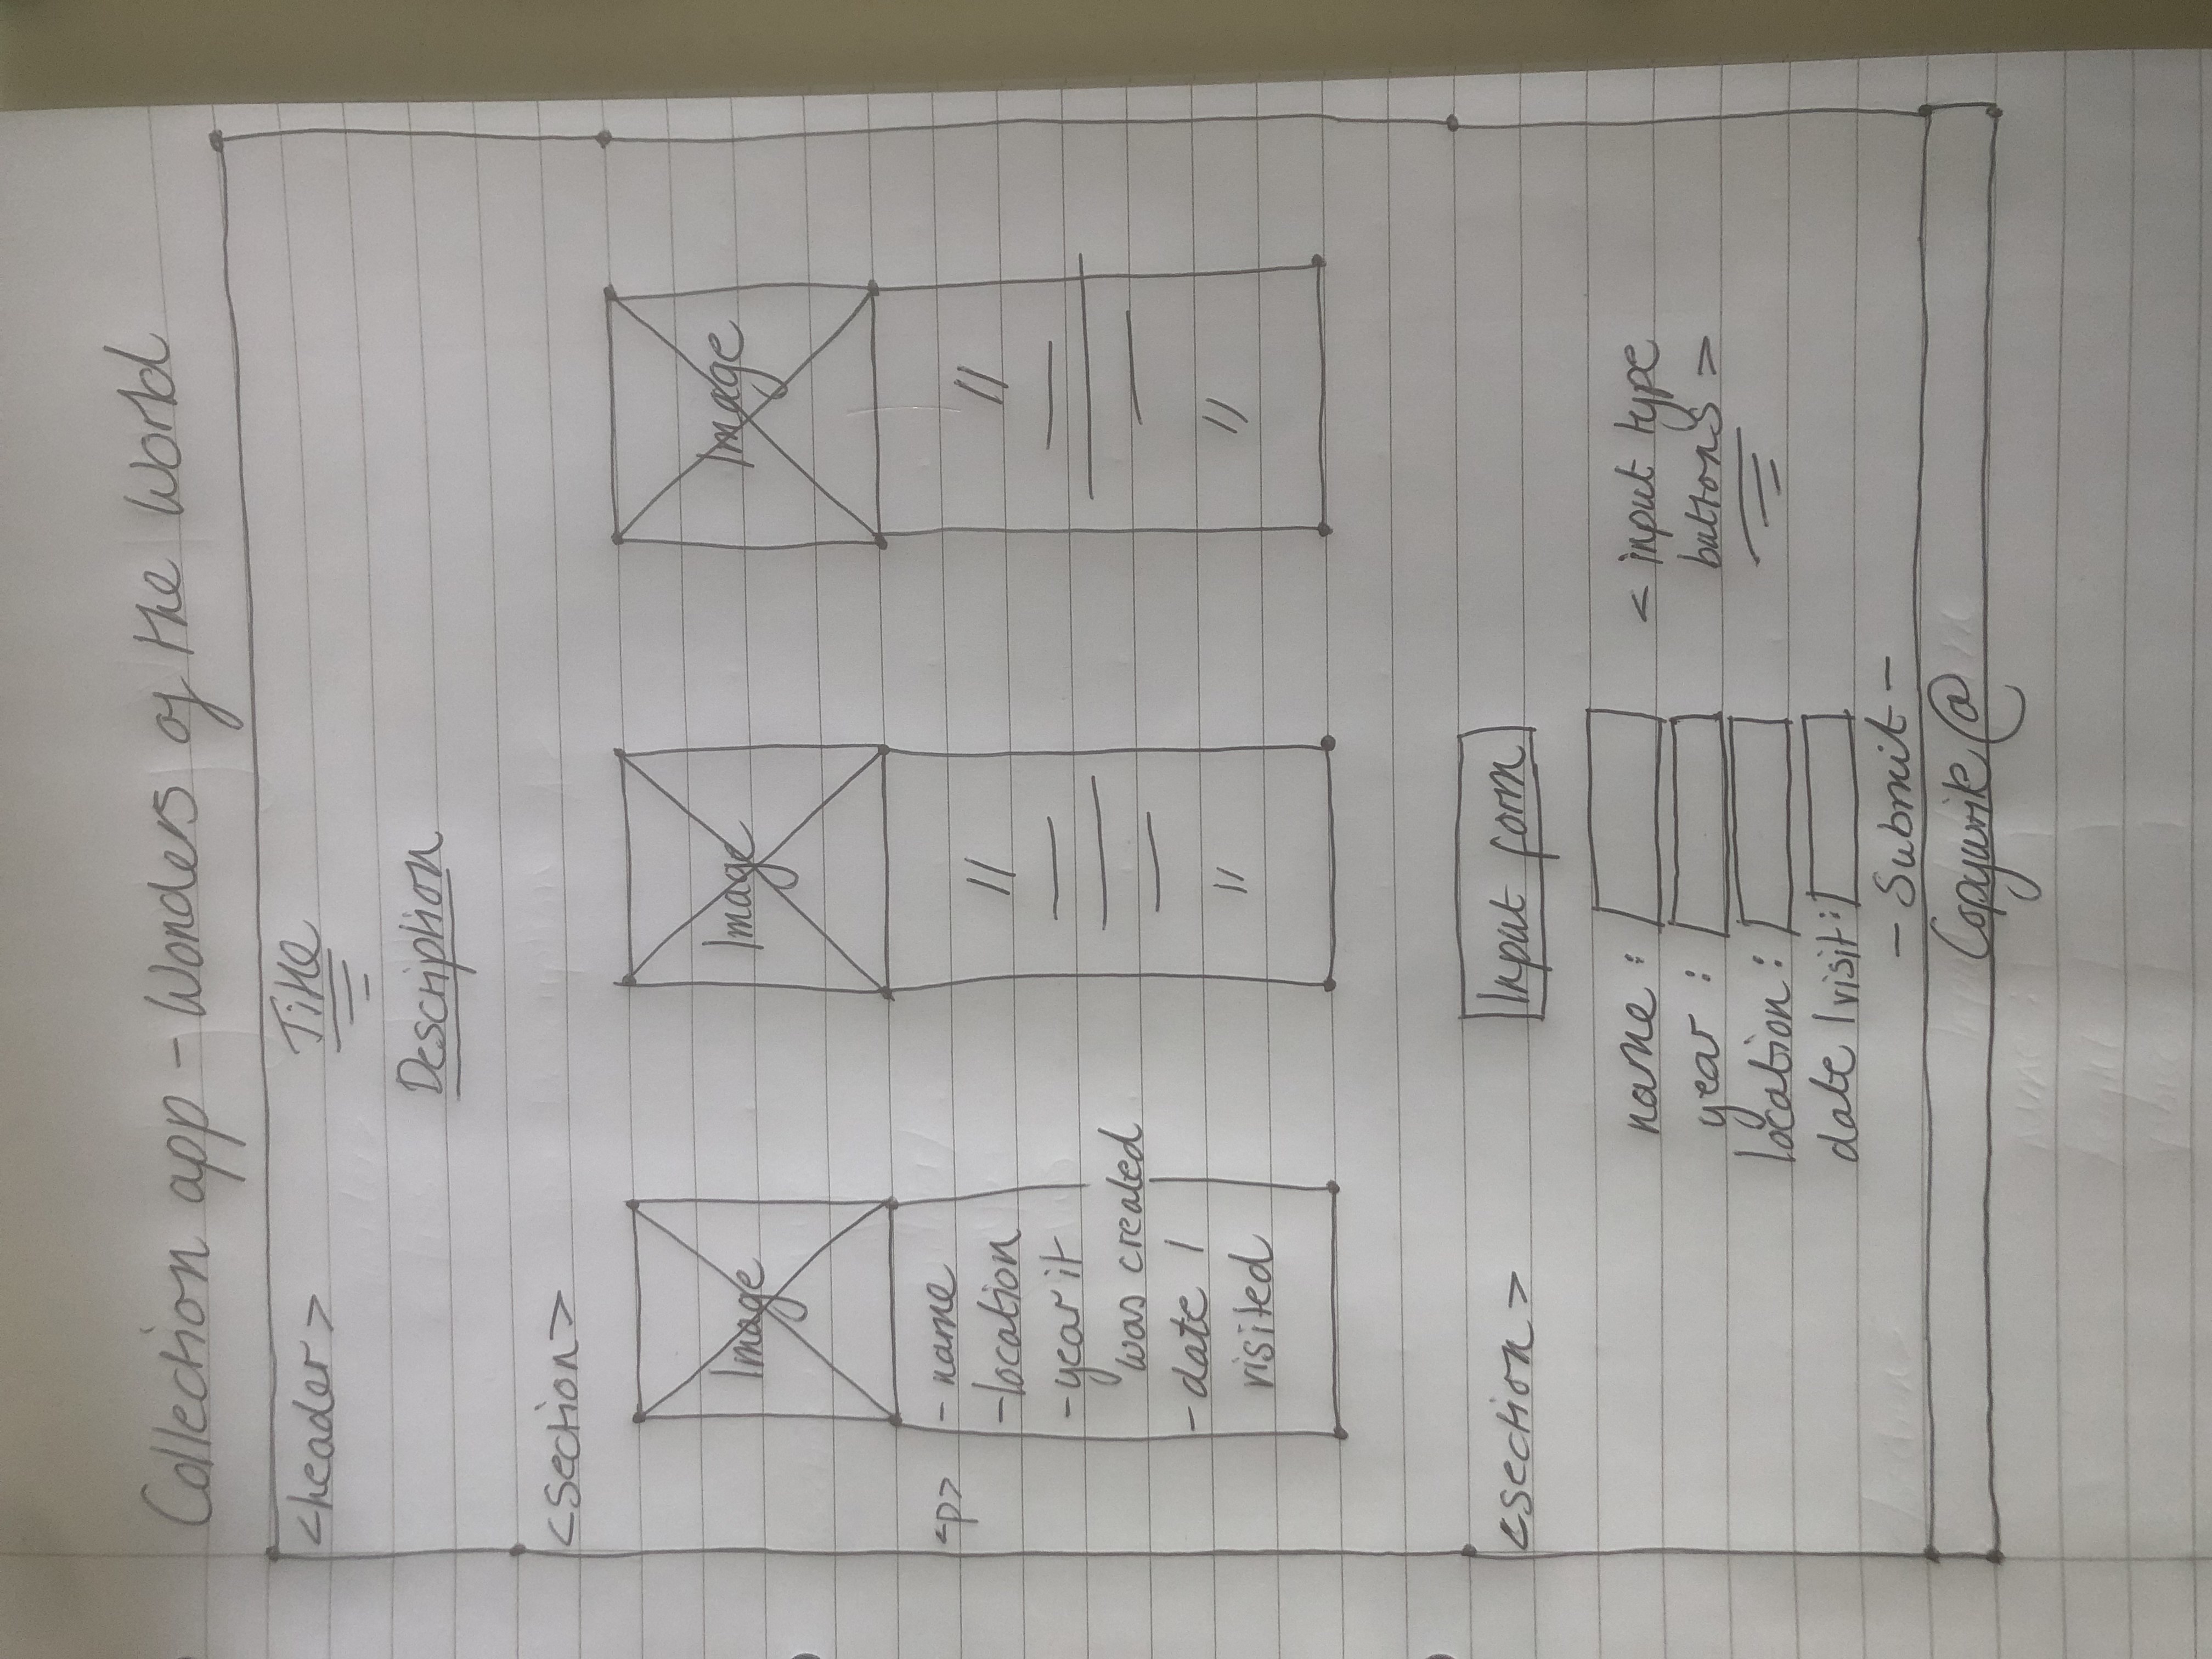 Collection app - Wonders of the World
<header> Title
Description
<section>
Image Image Image
<p> - name
- location
- year it
was created
- date I
visited
// //
// //
<section> Input form
name : < input type
year : buttons >
location :
date I visit :
- Submit -
Copywrite @